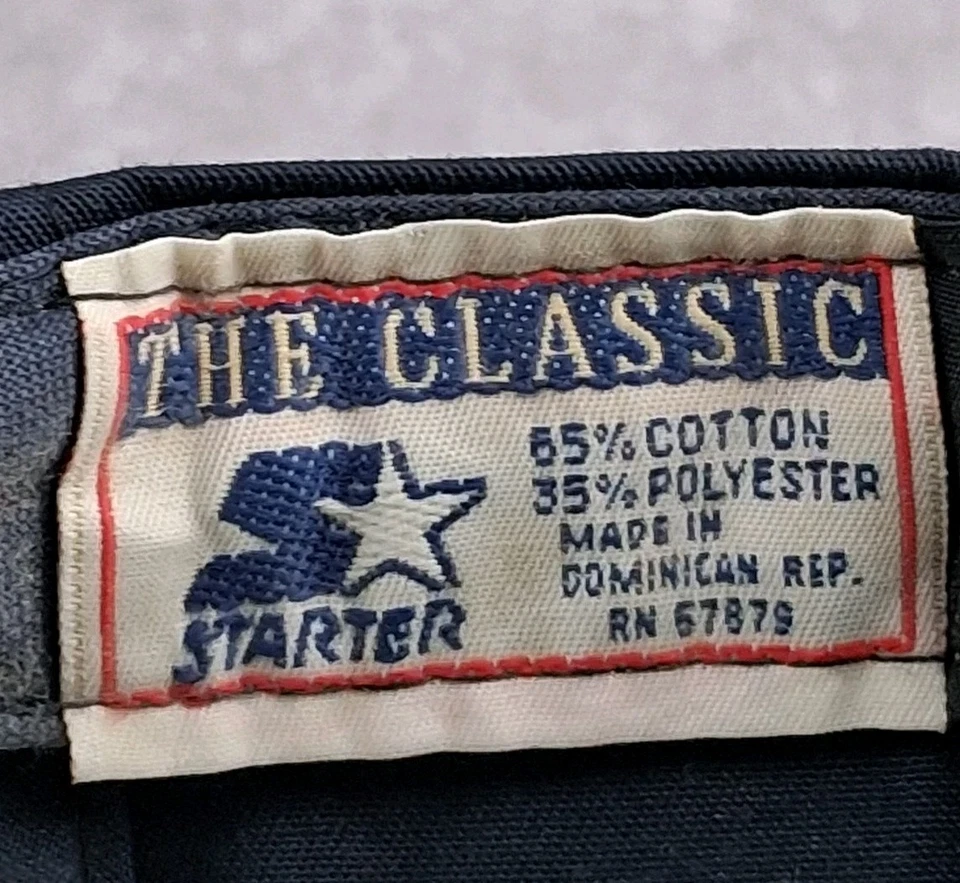 THE CLASSIC
STARTER
65% COTTON
35% POLYESTER
MADE IN
DOMINICAN REP.
RN 67879